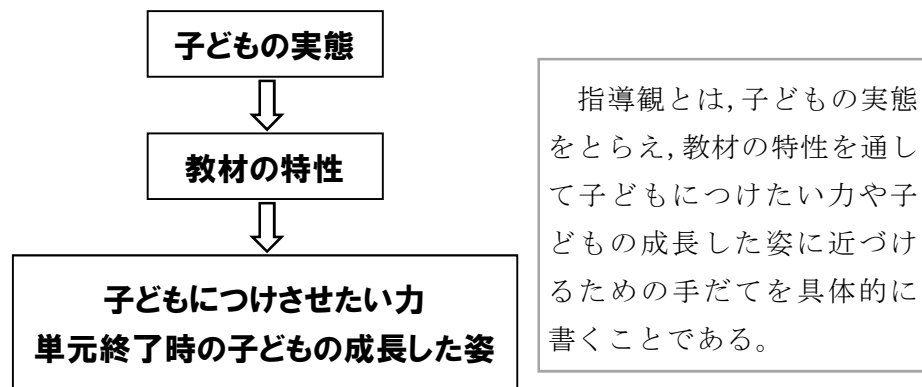 子どもの実態
教材の特性
子どもにつけさせたい力
単元終了時の子どもの成長した姿
指導観とは,子どもの実態
をとらえ,教材の特性を通し
て子どもにつけたい力や子
どもの成長した姿に近づけ
るための手だてを具体的に
書くことである。